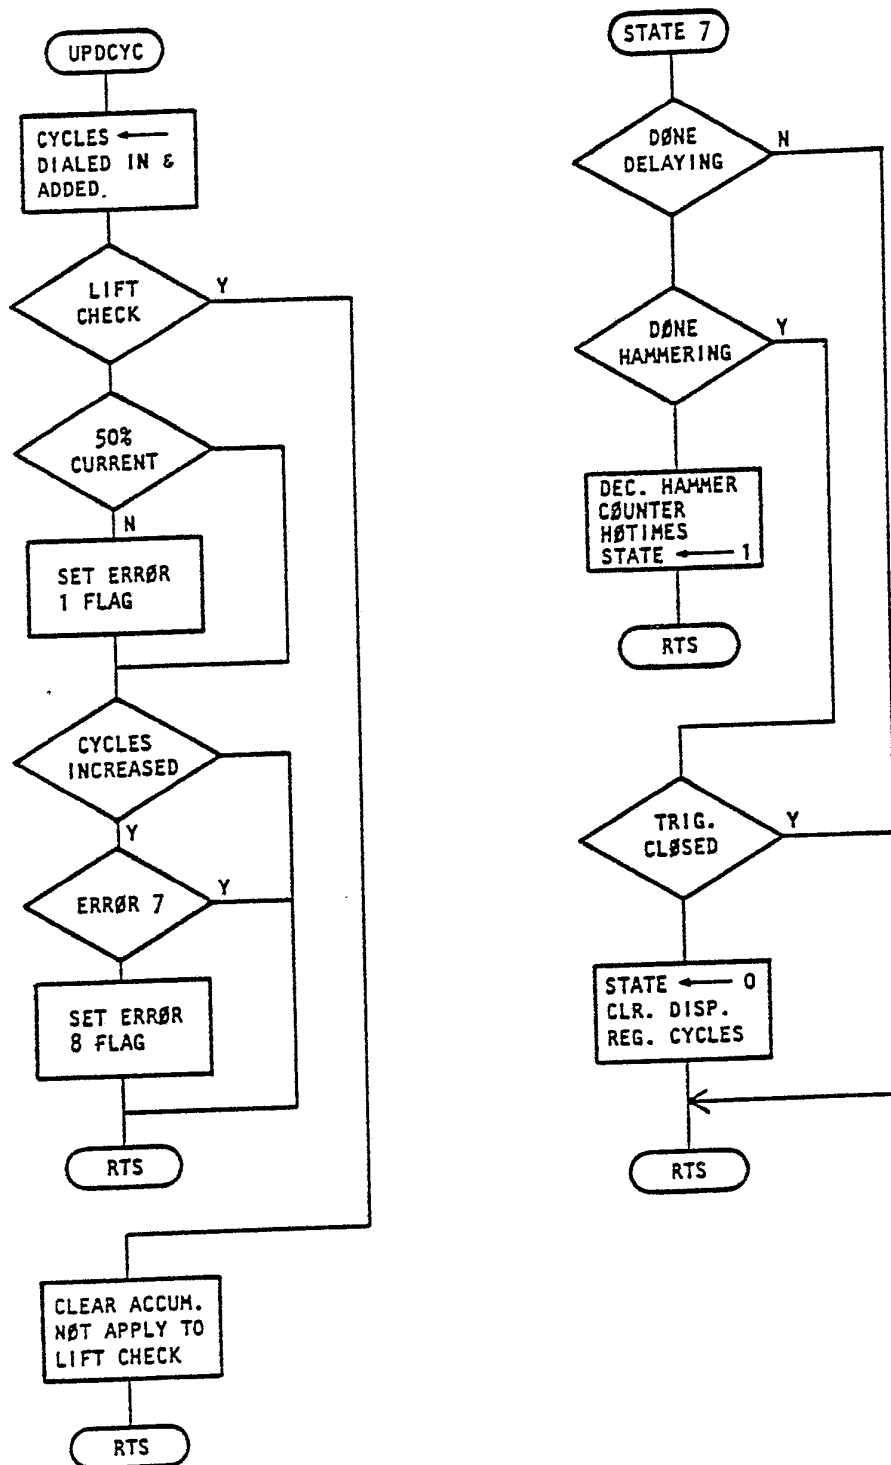 UPDCYC
CYCLES ←
DIALED IN &
ADDED.
LIFT
CHECK
Y
50%
CURRENT
N
SET ERRØR
1 FLAG
CYCLES
INCREASED
Y
ERRØR 7
Y
SET ERRØR
8 FLAG
RTS
CLEAR ACCUM.
NØT APPLY TO
LIFT CHECK
RTS
STATE 7
DØNE
DELAYING
N
DØNE
HAMMERING
Y
DEC. HAMMER
CØUNTER
HØTIMES
STATE ← 1
RTS
TRIG.
CLØSED
Y
STATE ← 0
CLR. DISP.
REG. CYCLES
RTS